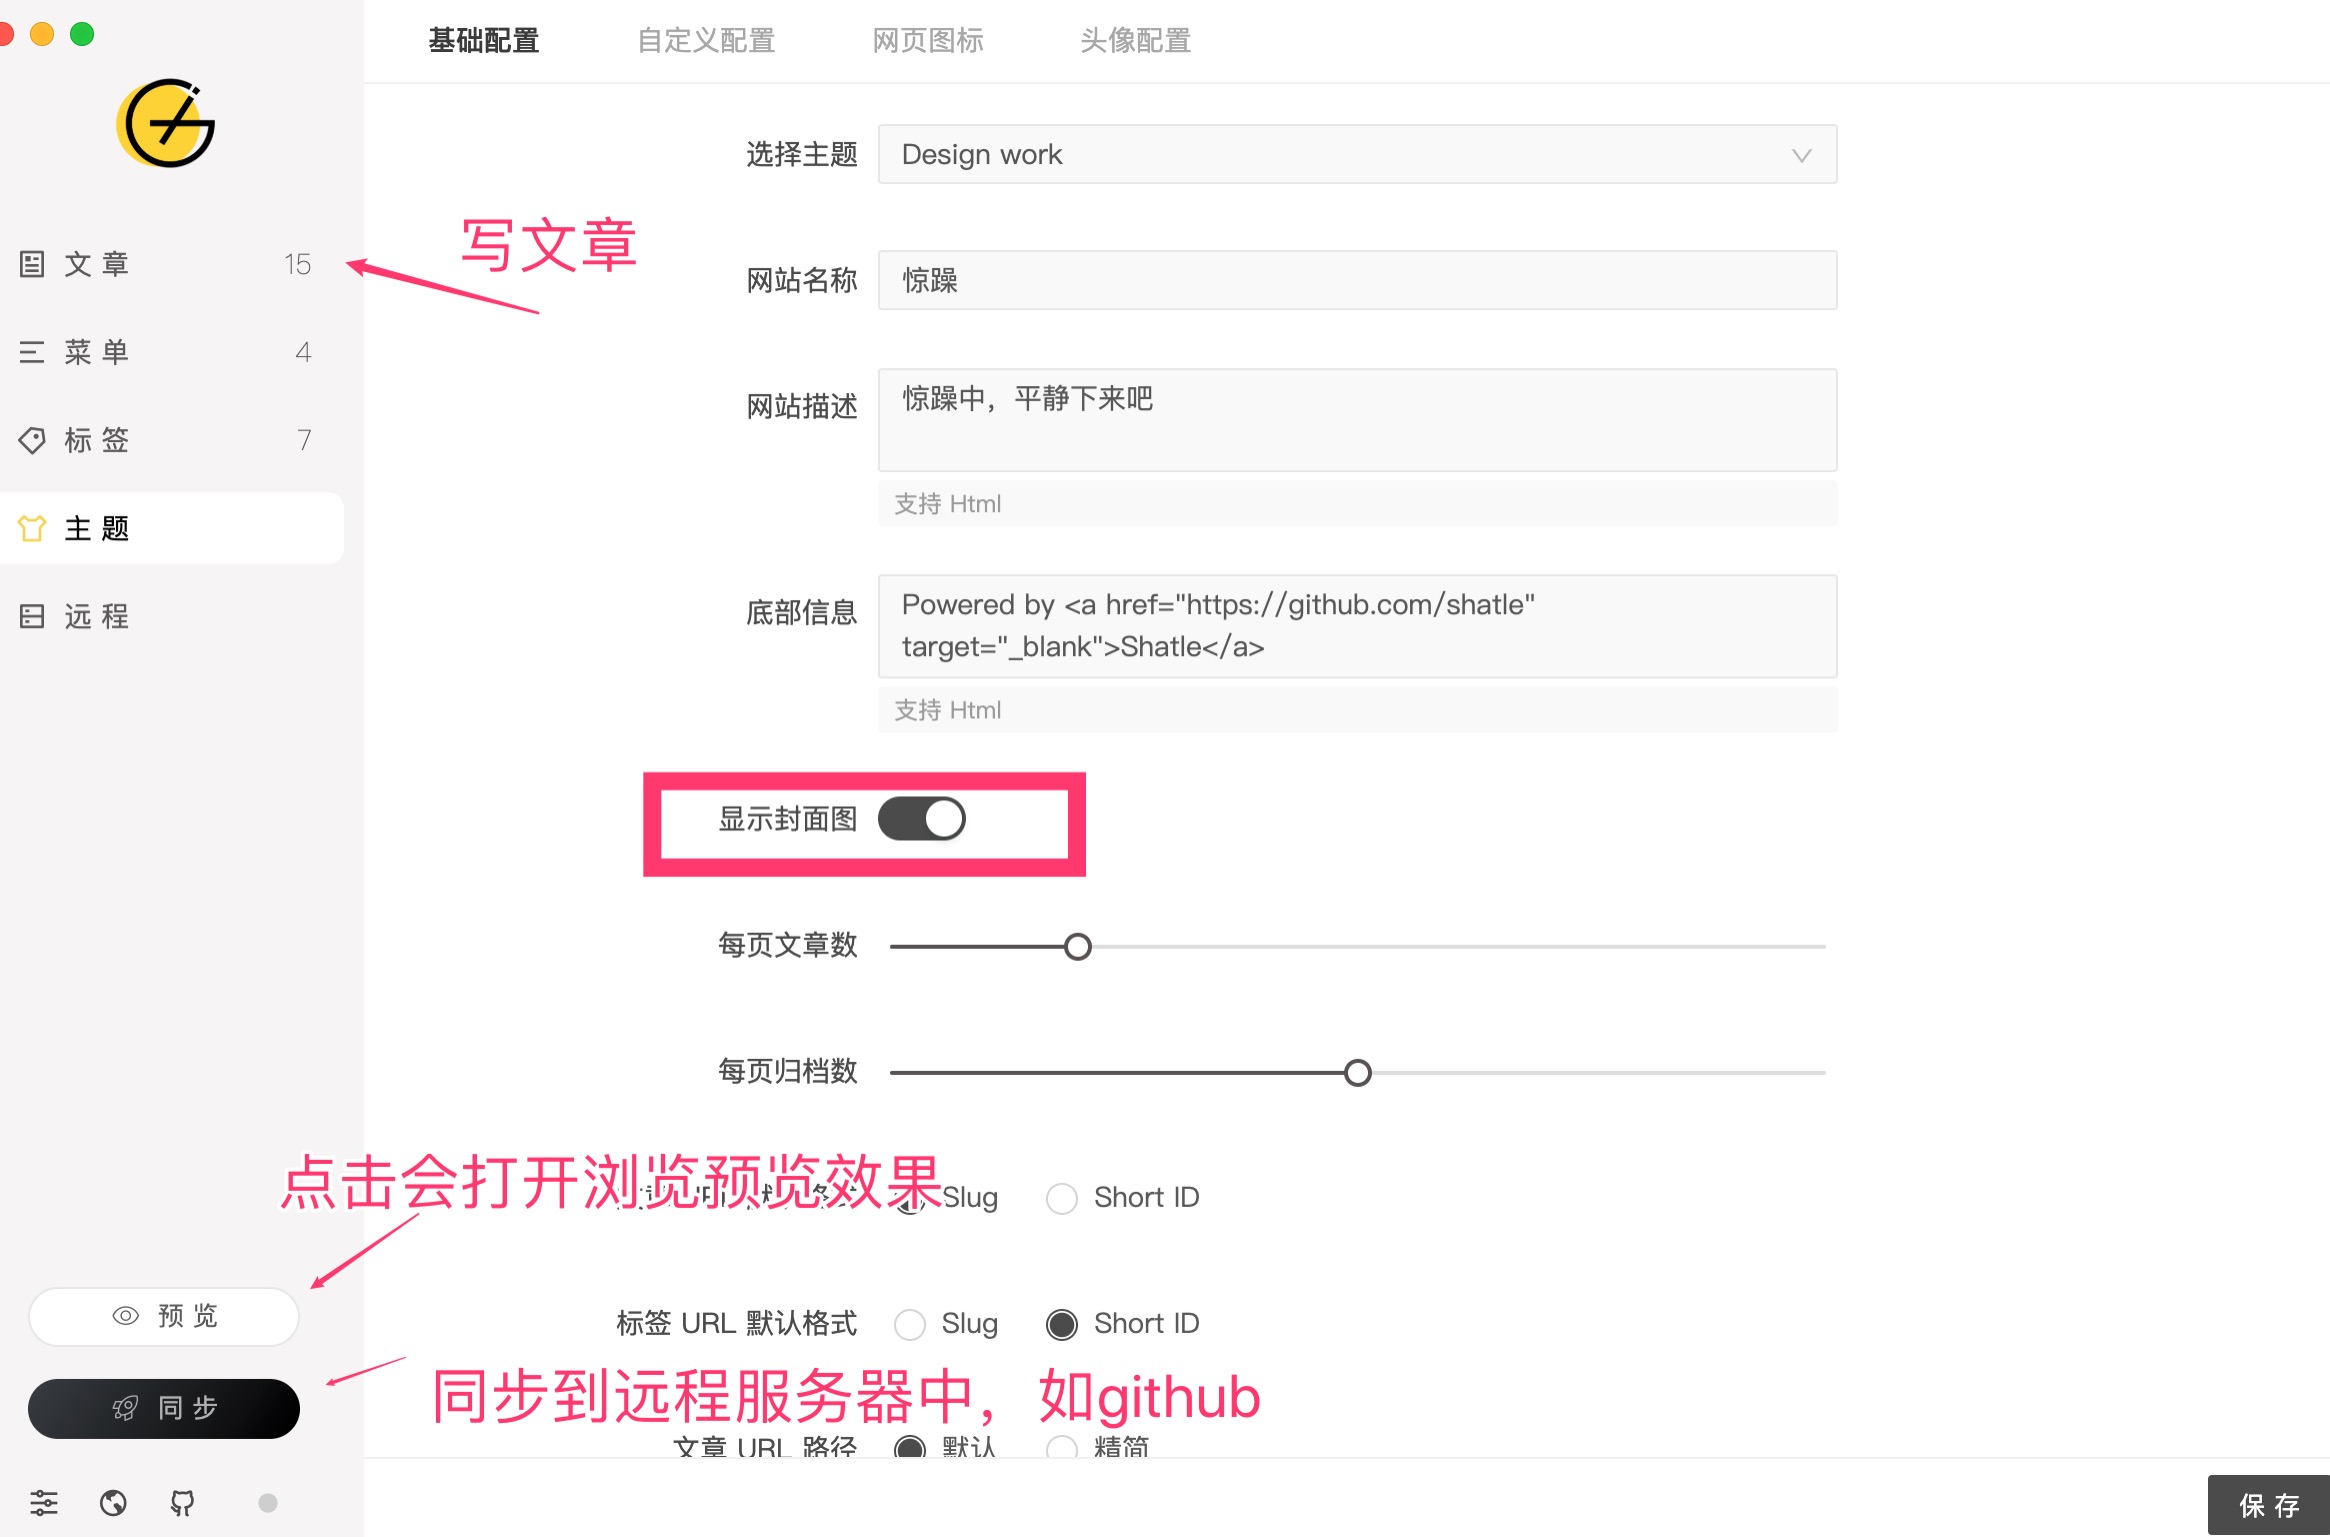 基础配置 自定义配置 网页图标 头像配置
选择主题 Design work
写文章
文章 15
网站名称 惊躁
菜单 4
网站描述 惊躁中，平静下来吧
标签 7
支持 Html
主题
底部信息 Powered by <a href="https://github.com/shatle"
target="_blank">Shatle</a>
远程
支持 Html
显示封面图
每页文章数
每页归档数
点击会打开浏览预览效果
Slug Short ID
预览
标签 URL 默认格式 Slug Short ID
同步到远程服务器中，如github
同步
文章 URL 路径 默认 精简
保存